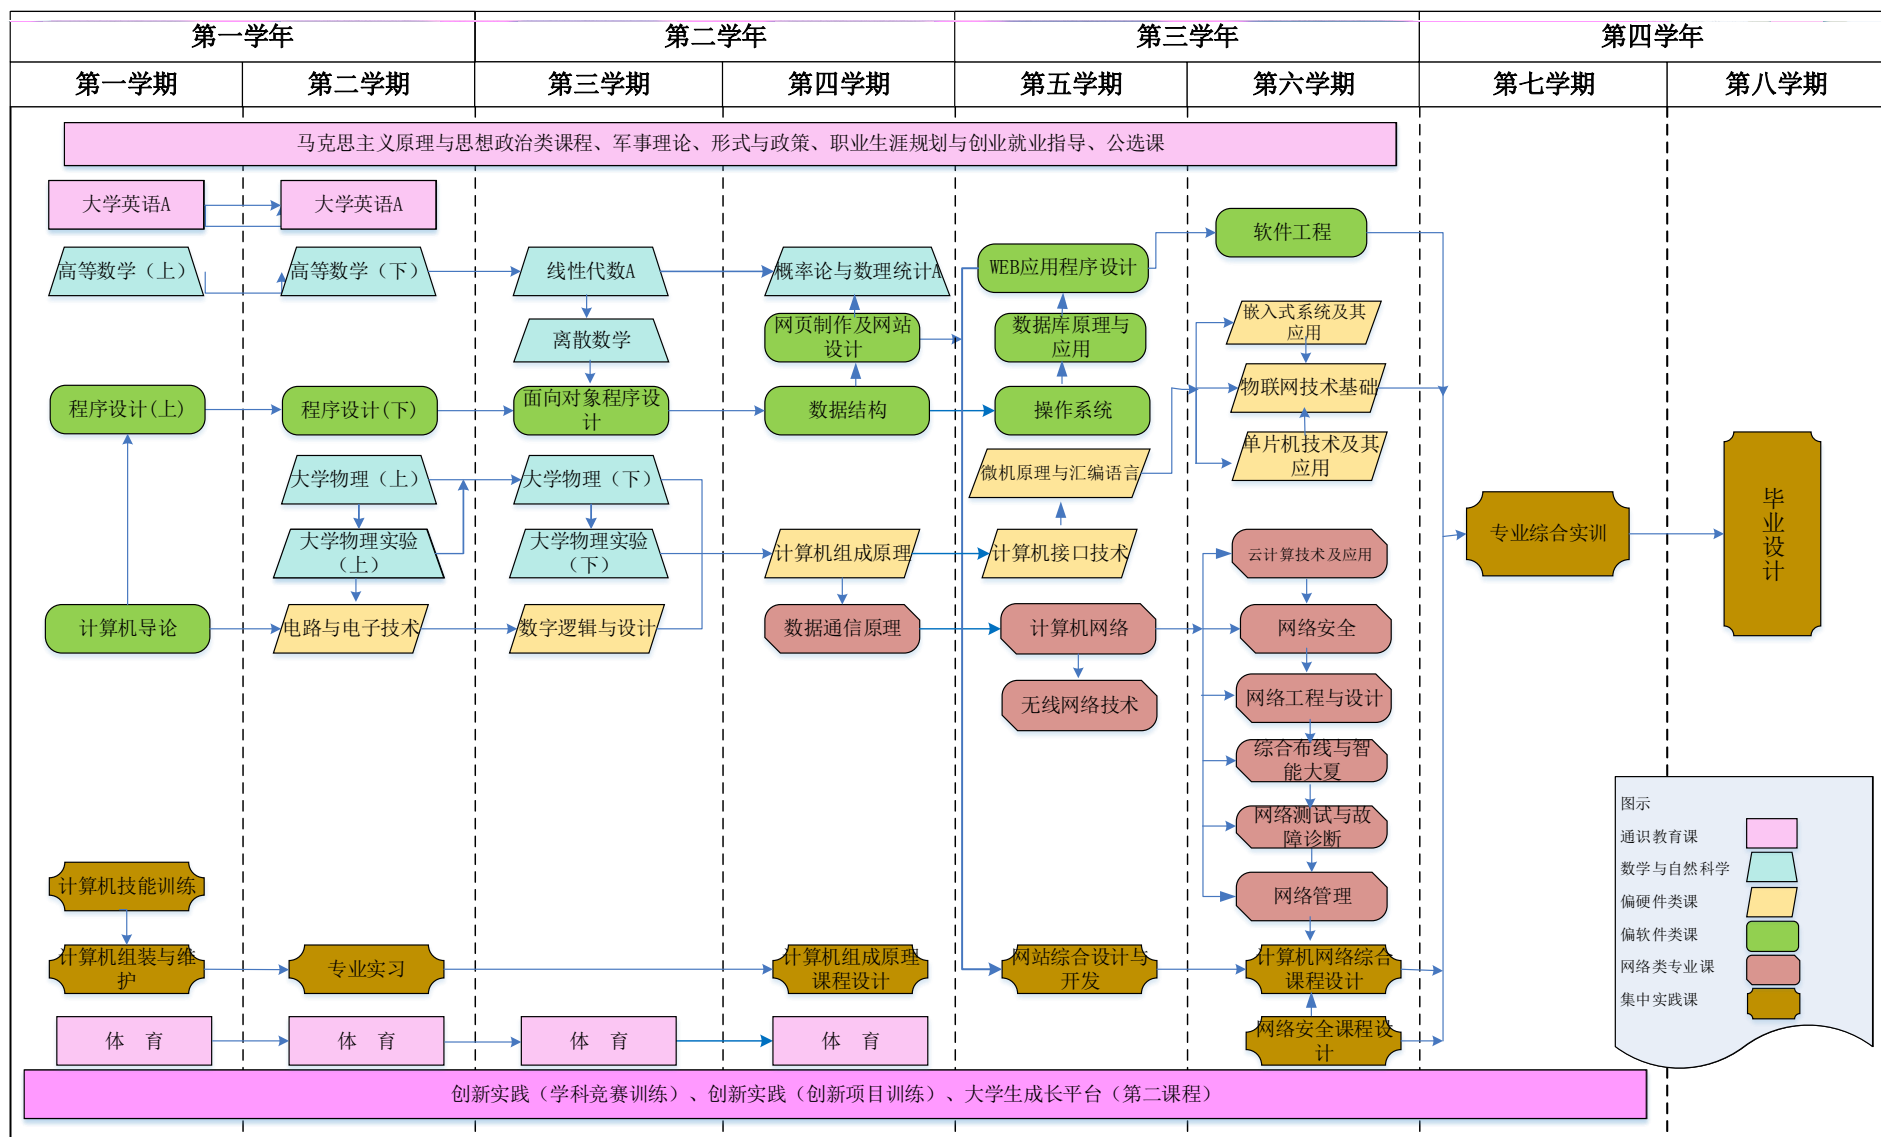 第一学年
第二学年
第三学年
第四学年
第一学期
第二学期
第三学期
第四学期
第五学期
第六学期
第七学期
第八学期
马克思主义原理与思想政治类课程、军事理论、形式与政策、职业生涯规划与创业就业指导、公选课
大学英语A
大学英语A
软件工程
高等数学（上）
高等数学（下）
线性代数A
概率论与数理统计A
WEB应用程序设计
离散数学
网页制作及网站
设计
数据库原理与
应用
嵌入式系统及其
应用
物联网技术基础
程序设计(上)
程序设计(下)
面向对象程序设
计
数据结构
操作系统
单片机技术及其
应用
大学物理（上）
大学物理（下）
微机原理与汇编语言
大学物理实验
（上）
大学物理实验
（下）
计算机组成原理
计算机接口技术
云计算技术及应用
专业综合实训
毕
业
设
计
计算机导论
电路与电子技术
数字逻辑与设计
数据通信原理
计算机网络
网络安全
无线网络技术
网络工程与设计
综合布线与智
能大夏
网络测试与故
障诊断
计算机技能训练
网络管理
计算机组装与维
护
专业实习
计算机组成原理
课程设计
网站综合设计与
开发
计算机网络综合
课程设计
体 育
体 育
体 育
体 育
网络安全课程设
计
图示
通识教育课
数学与自然科学
偏硬件类课
偏软件类课
网络类专业课
集中实践课
创新实践（学科竞赛训练）、创新实践（创新项目训练）、大学生成长平台（第二课程）